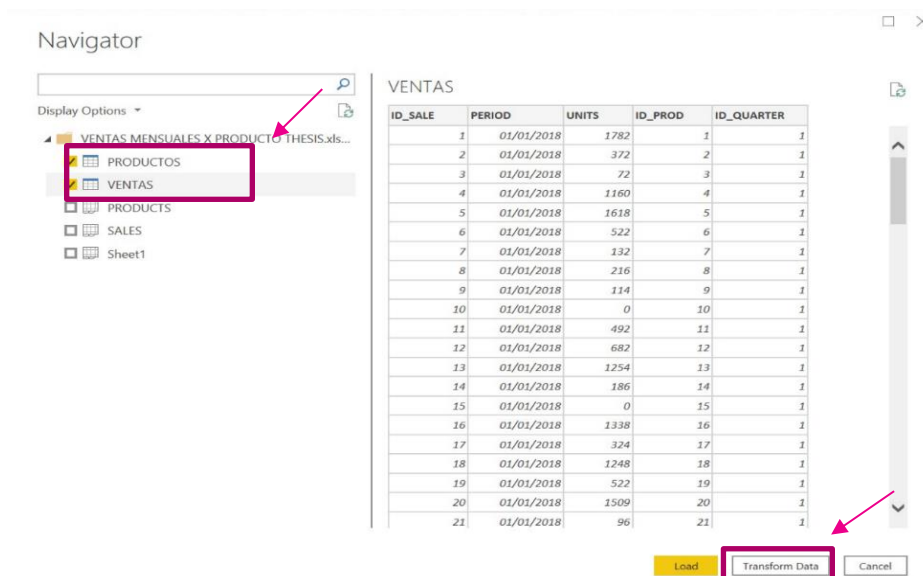 Navigator
Display Options
VENTAS MENSUALES X PRODUCTO THESIS.xls...
PRODUCTOS
VENTAS
PRODUCTS
SALES
Sheet1
VENTAS
ID_SALE PERIOD UNITS ID_PROD ID_QUARTER
1 01/01/2018 1782 1 1
2 01/01/2018 372 2 1
3 01/01/2018 72 3 1
4 01/01/2018 1160 4 1
5 01/01/2018 1618 5 1
6 01/01/2018 522 6 1
7 01/01/2018 132 7 1
8 01/01/2018 216 8 1
9 01/01/2018 114 9 1
10 01/01/2018 0 10 1
11 01/01/2018 492 11 1
12 01/01/2018 682 12 1
13 01/01/2018 1254 13 1
14 01/01/2018 186 14 1
15 01/01/2018 0 15 1
16 01/01/2018 1338 16 1
17 01/01/2018 324 17 1
18 01/01/2018 1248 18 1
19 01/01/2018 522 19 1
20 01/01/2018 1509 20 1
21 01/01/2018 96 21 1
Load Transform Data Cancel